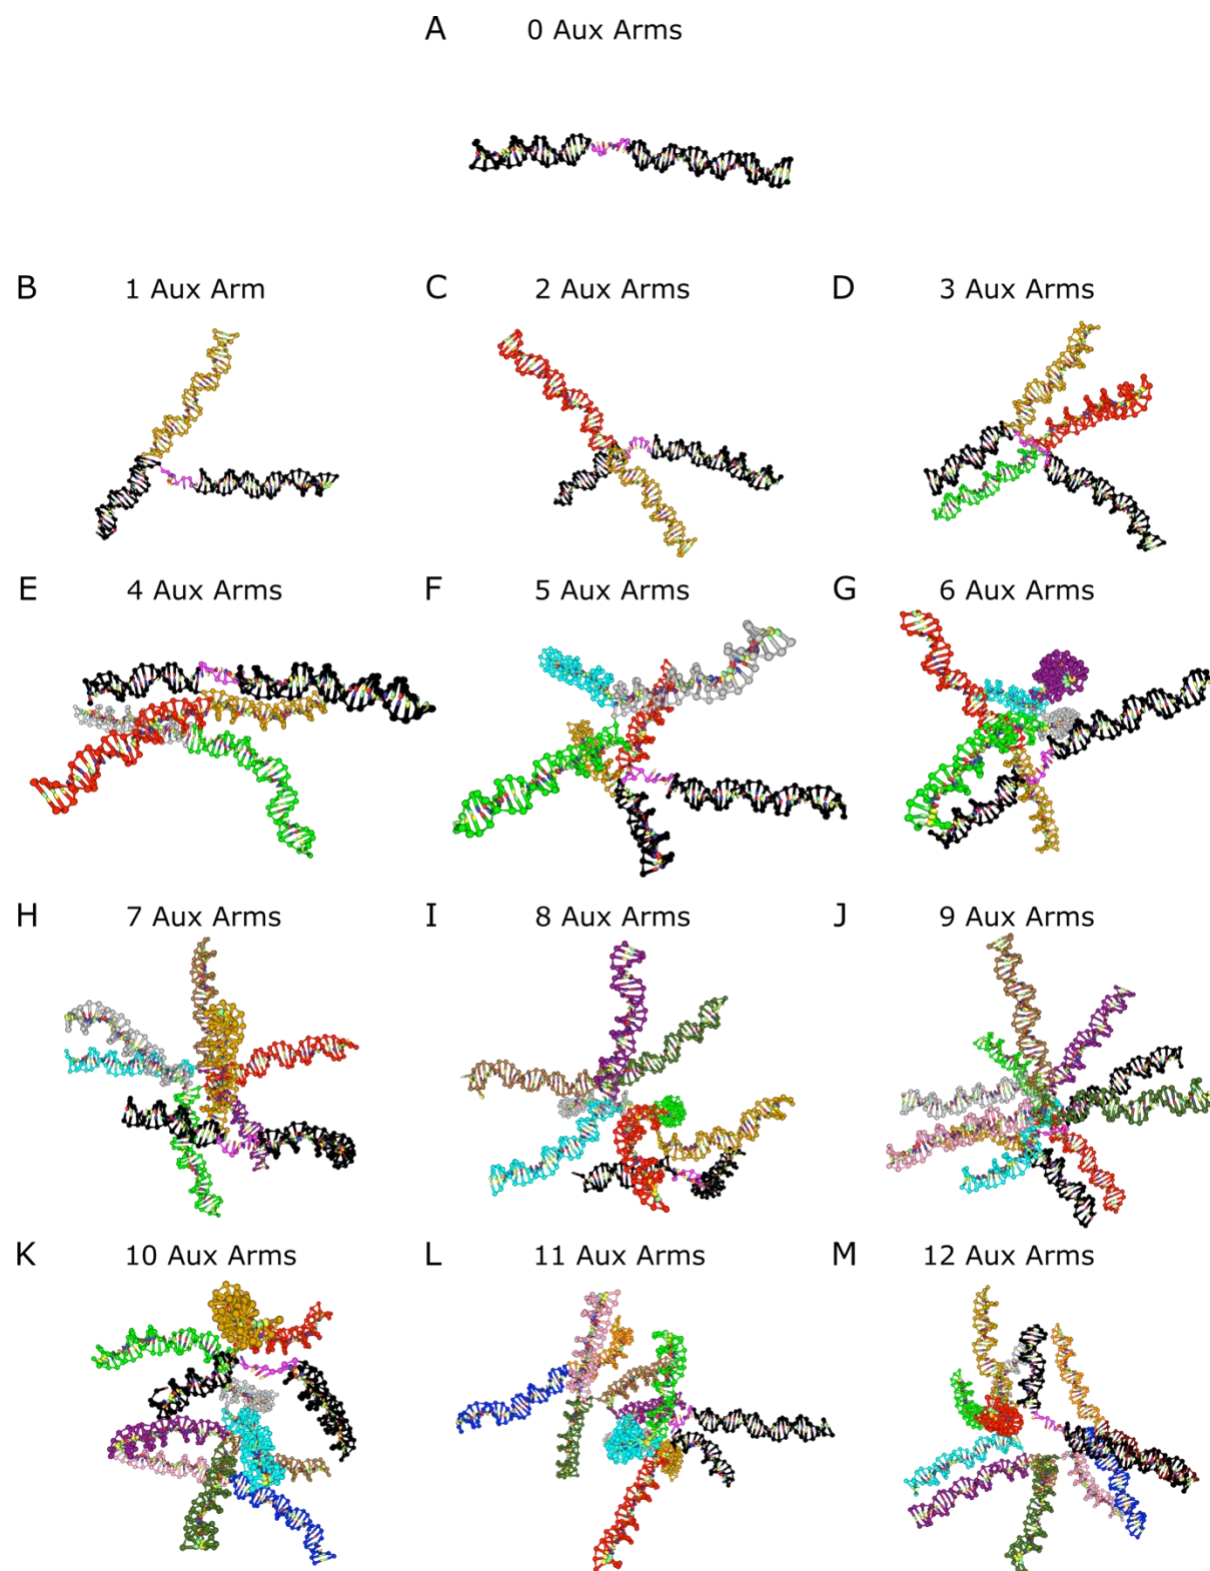 A 0 Aux Arms
B 1 Aux Arm C 2 Aux Arms D 3 Aux Arms
E 4 Aux Arms F 5 Aux Arms G 6 Aux Arms
H 7 Aux Arms I 8 Aux Arms J 9 Aux Arms
K 10 Aux Arms L 11 Aux Arms M 12 Aux Arms